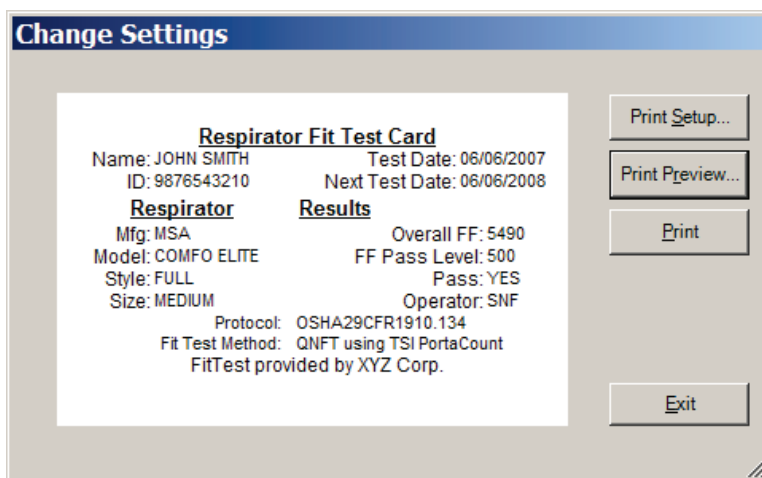 Change Settings
Respirator Fit Test Card
Name: JOHN SMITH Test Date: 06/06/2007
ID: 9876543210 Next Test Date: 06/06/2008
Respirator Results
Mfg: MSA Overall FF: 5490
Model: COMFO ELITE FF Pass Level: 500
Style: FULL Pass: YES
Size: MEDIUM Operator: SNF
Protocol: OSHA29CFR1910.134
Fit Test Method: QNFT using TSI PortaCount
FitTest provided by XYZ Corp.
Print Setup...
Print Preview...
Print
Exit